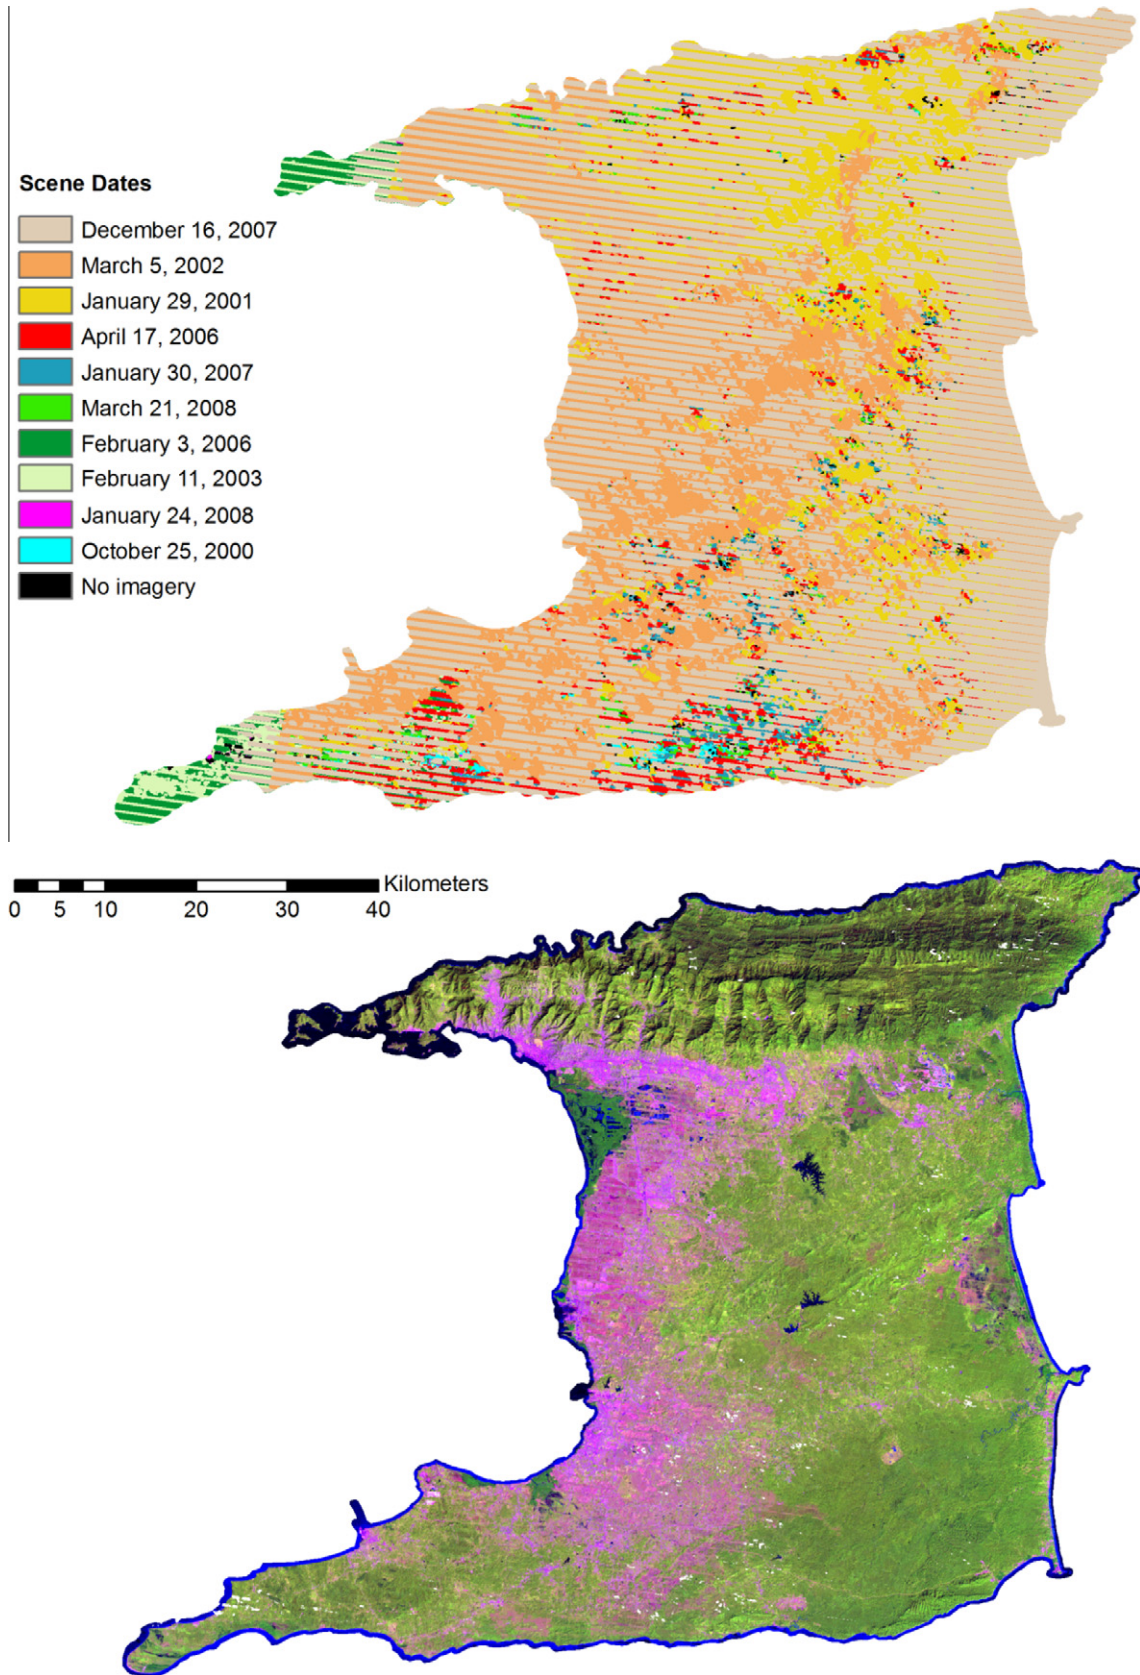 Scene Dates
December 16, 2007
March 5, 2002
January 29, 2001
April 17, 2006
January 30, 2007
March 21, 2008
February 3, 2006
February 11, 2003
January 24, 2008
October 25, 2000
No imagery
Kilometers
0 5 10 20 30 40